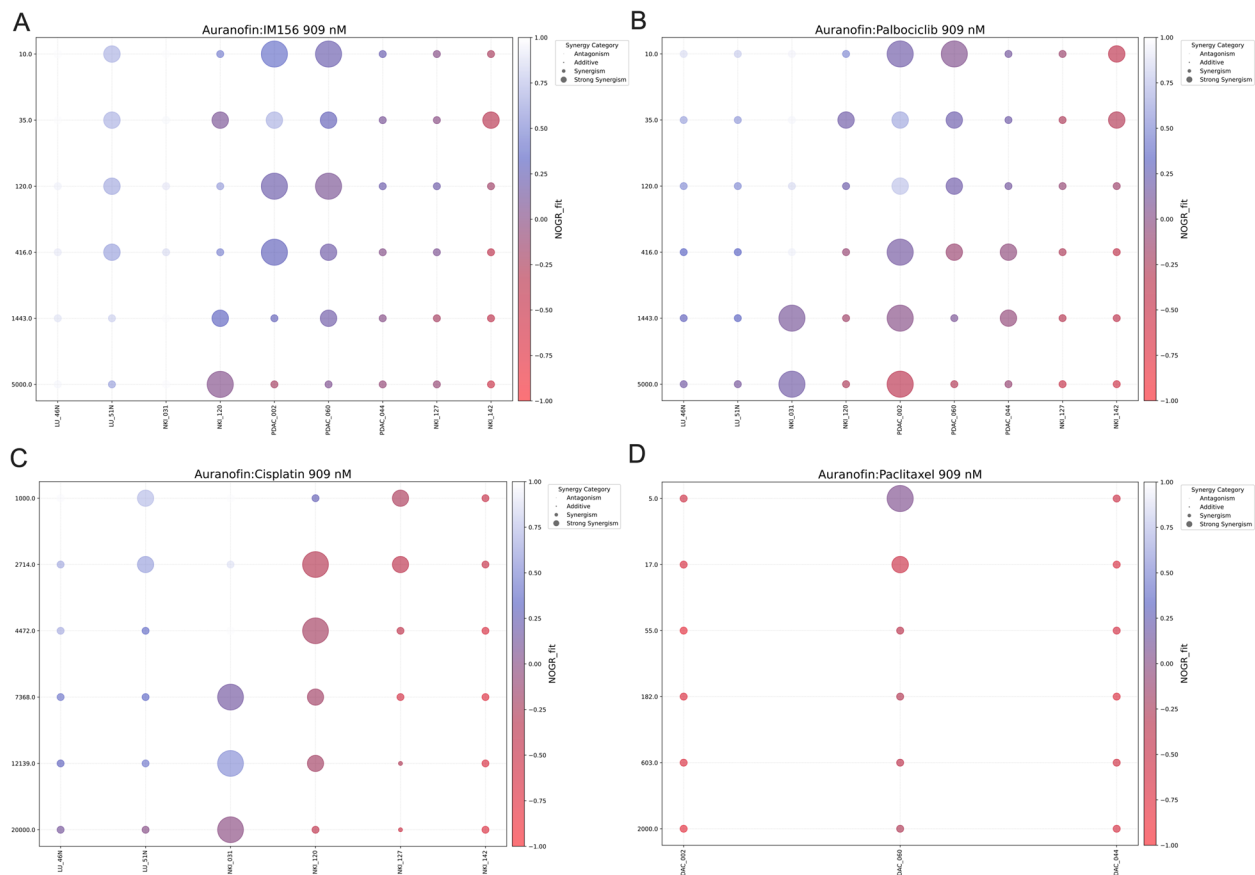 A
Auranofin:IM156 909 nM
10.0
35.0
120.0
416.0
1443.0
5000.0
LU_46N
LU_51N
NKI_031
NKI_120
PDAC_002
PDAC_060
PDAC_044
NKI_127
NKI_142
1.00
0.75
0.50
0.25
0.00
−0.25
−0.50
−0.75
−1.00
NOGR_fit
Synergy Category
Antagonism
Additive
Synergism
Strong Synergism
B
Auranofin:Palbociclib 909 nM
10.0
35.0
120.0
416.0
1443.0
5000.0
LU_46N
LU_51N
NKI_031
NKI_120
PDAC_002
PDAC_060
PDAC_044
NKI_127
NKI_142
1.00
0.75
0.50
0.25
0.00
−0.25
−0.50
−0.75
−1.00
NOGR_fit
Synergy Category
Antagonism
Additive
Synergism
Strong Synergism
C
Auranofin:Cisplatin 909 nM
1000.0
2714.0
4472.0
7368.0
12139.0
20000.0
LU_46N
LU_51N
NKI_031
NKI_120
NKI_127
NKI_142
1.00
0.75
0.50
0.25
0.00
−0.25
−0.50
−0.75
−1.00
NOGR_fit
Synergy Category
Antagonism
Additive
Synergism
Strong Synergism
D
Auranofin:Paclitaxel 909 nM
5.0
17.0
55.0
182.0
603.0
2000.0
DAC_002
DAC_060
DAC_044
1.00
0.75
0.50
0.25
0.00
−0.25
−0.50
−0.75
−1.00
NOGR_fit
Synergy Category
Antagonism
Additive
Synergism
Strong Synergism